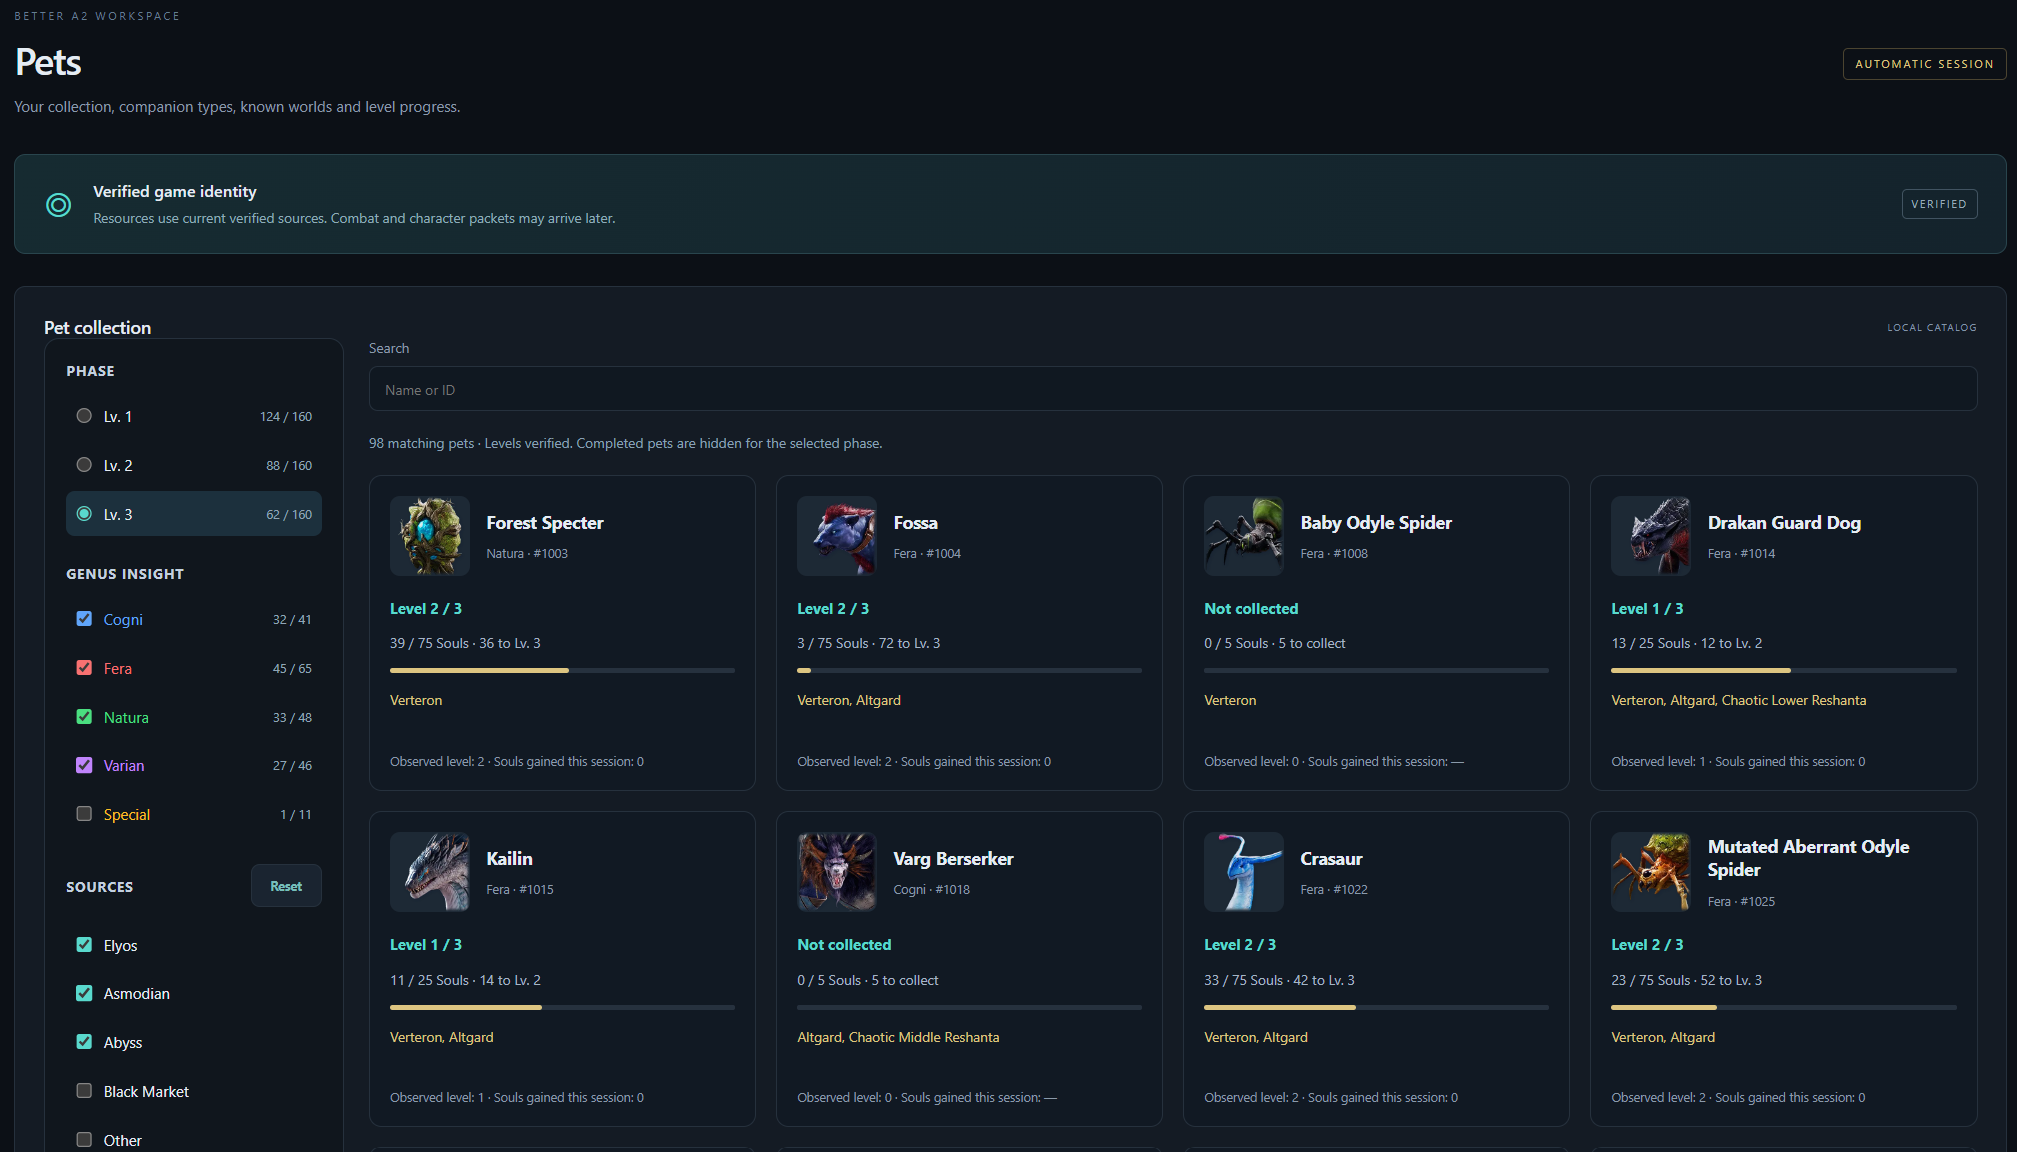 BETTER A2 WORKSPACE
Pets
AUTOMATIC SESSION
Your collection, companion types, known worlds and level progress.
Verified game identity
Resources use current verified sources. Combat and character packets may arrive later.
VERIFIED
Pet collection
LOCAL CATALOG
PHASE
Lv. 1 124 / 160
Lv. 2 88 / 160
Lv. 3 62 / 160
GENUS INSIGHT
Cogni 32 / 41
Fera 45 / 65
Natura 33 / 48
Varian 27 / 46
Special 1 / 11
SOURCES
Reset
Elyos
Asmodian
Abyss
Black Market
Other
Search
Name or ID
98 matching pets · Levels verified. Completed pets are hidden for the selected phase.
Forest Specter
Natura · #1003
Level 2 / 3
39 / 75 Souls · 36 to Lv. 3
Verteron
Observed level: 2 · Souls gained this session: 0
Fossa
Fera · #1004
Level 2 / 3
3 / 75 Souls · 72 to Lv. 3
Verteron, Altgard
Observed level: 2 · Souls gained this session: 0
Baby Odyle Spider
Fera · #1008
Not collected
0 / 5 Souls · 5 to collect
Verteron
Observed level: 0 · Souls gained this session: —
Drakan Guard Dog
Fera · #1014
Level 1 / 3
13 / 25 Souls · 12 to Lv. 2
Verteron, Altgard, Chaotic Lower Reshanta
Observed level: 1 · Souls gained this session: 0
Kailin
Fera · #1015
Level 1 / 3
11 / 25 Souls · 14 to Lv. 2
Verteron, Altgard
Observed level: 1 · Souls gained this session: 0
Varg Berserker
Cogni · #1018
Not collected
0 / 5 Souls · 5 to collect
Altgard, Chaotic Middle Reshanta
Observed level: 0 · Souls gained this session: —
Crasaur
Fera · #1022
Level 2 / 3
33 / 75 Souls · 42 to Lv. 3
Verteron, Altgard
Observed level: 2 · Souls gained this session: 0
Mutated Aberrant Odyle
Spider
Fera · #1025
Level 2 / 3
23 / 75 Souls · 52 to Lv. 3
Verteron, Altgard
Observed level: 2 · Souls gained this session: 0